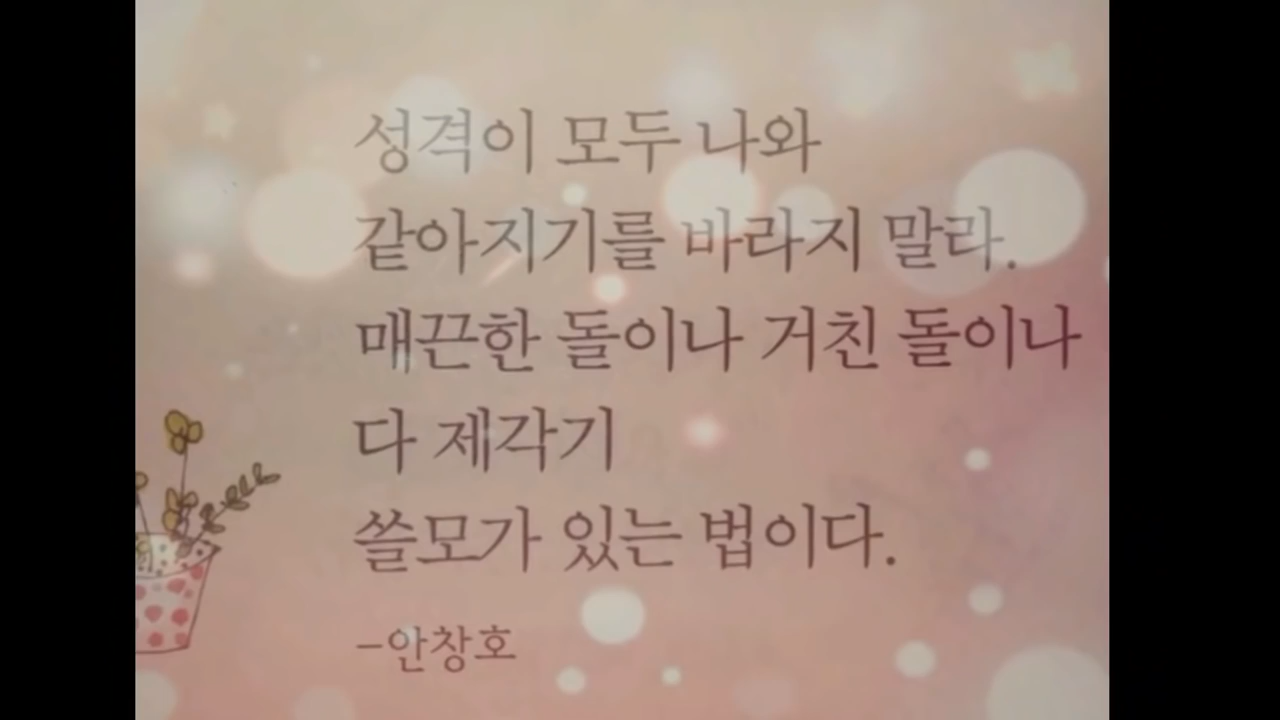 성격이 모두 나와
같아지기를 바라지 말라.
매끈한 돌이나 거친 돌이나
다 제각기
쓸모가 있는 법이다.
-안창호